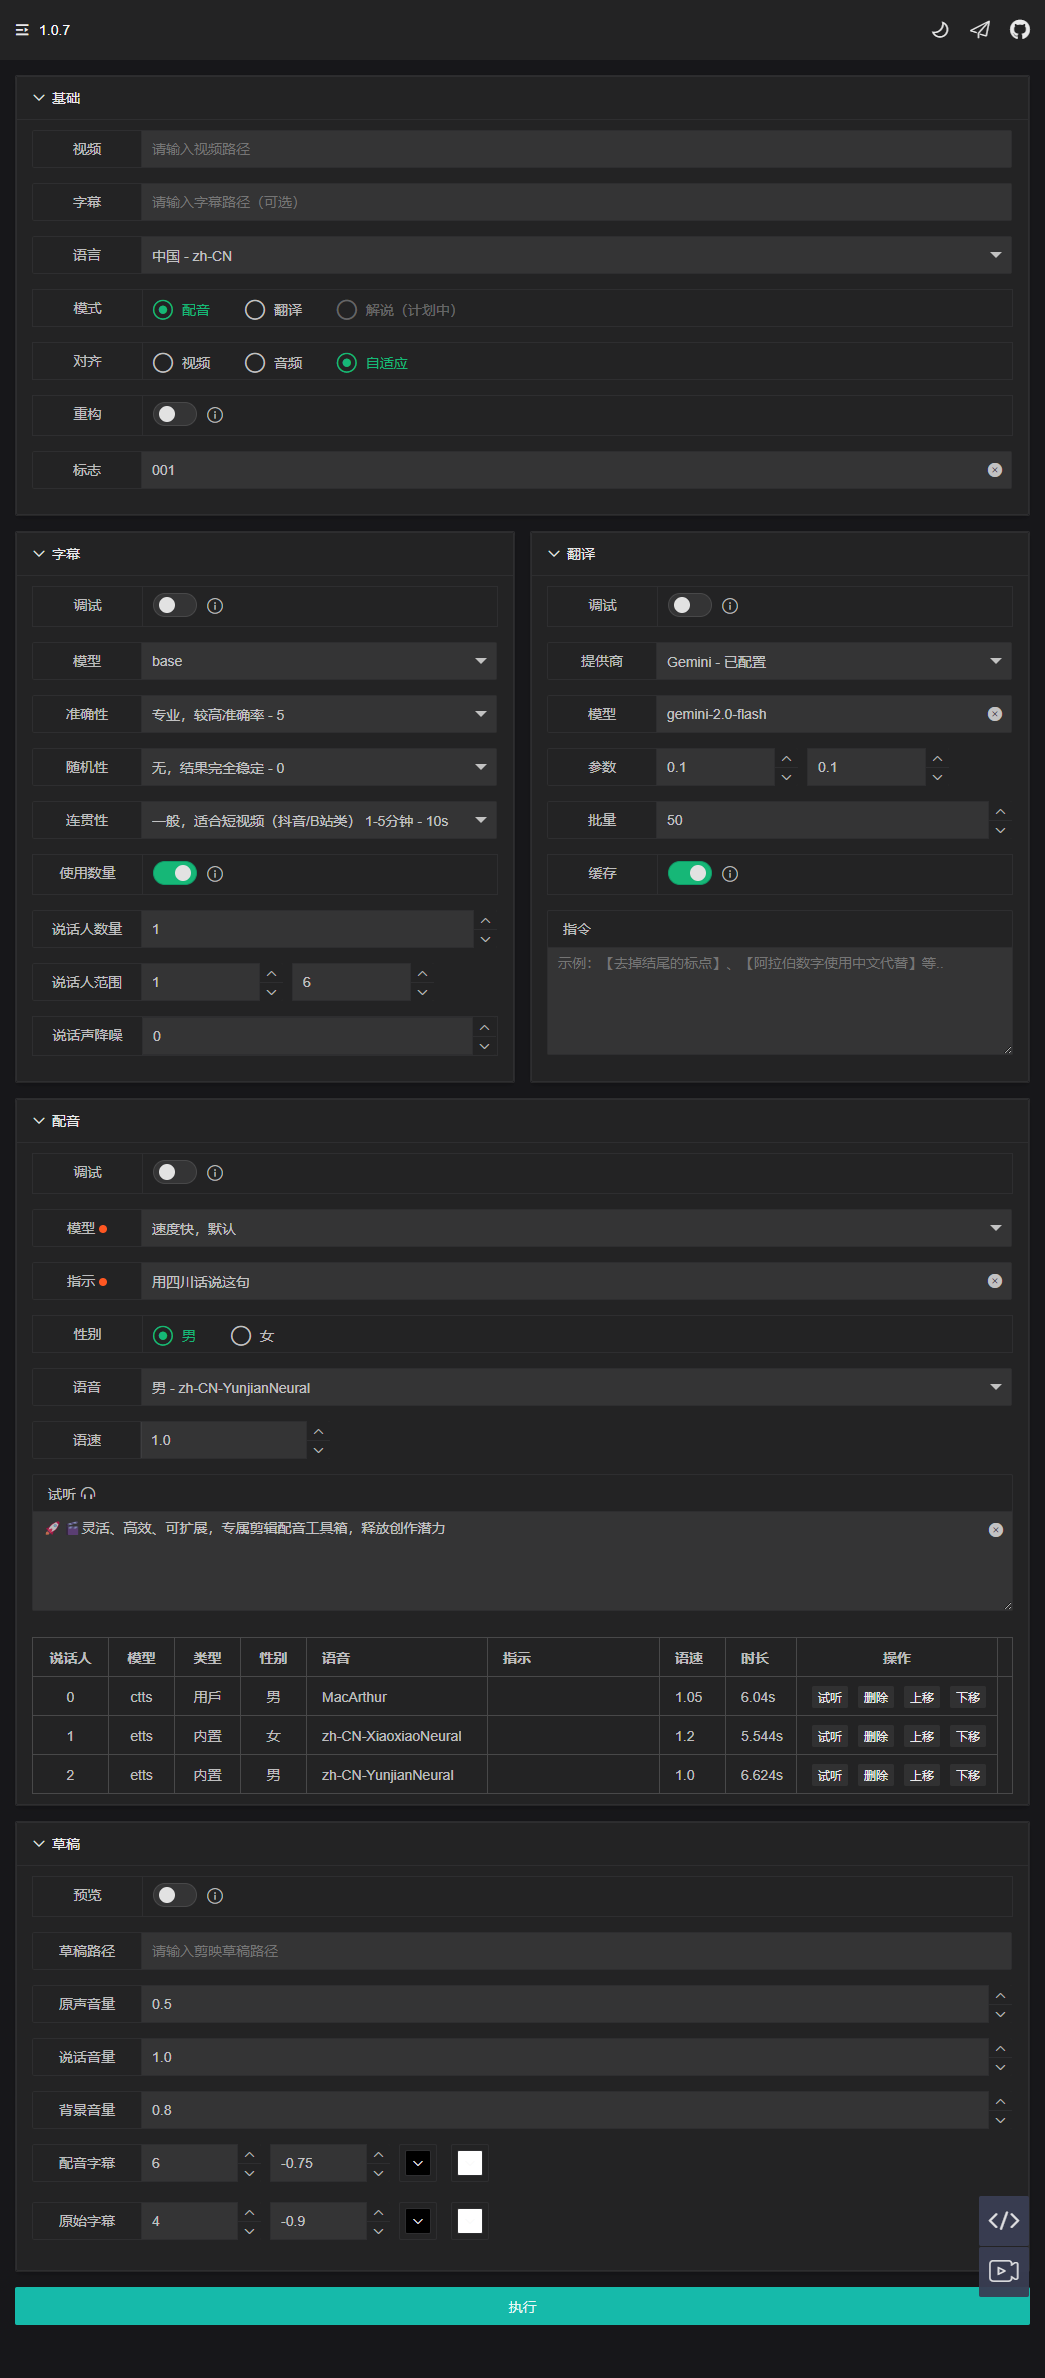 1.0.7
基础
视频 请输入视频路径
字幕 请输入字幕路径（可选）
语言 中国 - zh-CN
模式 配音 翻译 解说（计划中）
对齐 视频 音频 自适应
重构
标志 001
字幕
调试
模型 base
准确性 专业，较高准确率 - 5
随机性 无，结果完全稳定 - 0
连贯性 一般，适合短视频（抖音/B站类） 1-5分钟 - 10s
使用数量
说话人数量 1
说话人范围 1 6
说话声降噪 0
翻译
调试
提供商 Gemini - 已配置
模型 gemini-2.0-flash
参数 0.1 0.1
批量 50
缓存
指令
示例：【去掉结尾的标点】、【阿拉伯数字使用中文代替】等..
配音
调试
模型 速度快，默认
指示 用四川话说这句
性别 男 女
语音 男 - zh-CN-YunjianNeural
语速 1.0
试听
🚀 🎬灵活、高效、可扩展，专属剪辑配音工具箱，释放创作潜力
说话人 模型 类型 性别 语音 指示 语速 时长 操作
0 ctts 用戶 男 MacArthur 1.05 6.04s 试听 删除 上移 下移
1 etts 内置 女 zh-CN-XiaoxiaoNeural 1.2 5.544s 试听 删除 上移 下移
2 etts 内置 男 zh-CN-YunjianNeural 1.0 6.624s 试听 删除 上移 下移
草稿
预览
草稿路径 请输入剪映草稿路径
原声音量 0.5
说话音量 1.0
背景音量 0.8
配音字幕 6 -0.75
原始字幕 4 -0.9
执行